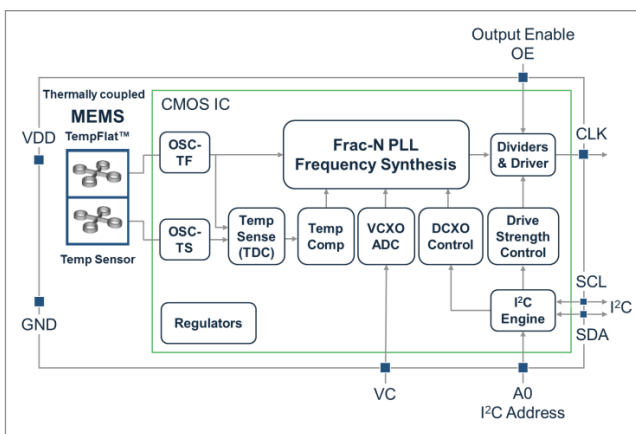 Output Enable
OE
Thermally coupled
MEMS
TempFlat™
CMOS IC
VDD
CLK
OSC-
TF
Frac-N PLL
Frequency Synthesis
Dividers
& Driver
OSC-
TS
Temp
Sense
(TDC)
Temp
Comp
VCXO
ADC
DCXO
Control
Drive
Strength
Control
Temp Sensor
SCL
I²C
SDA
I²C
Engine
GND
Regulators
VC
A0
I²C Address